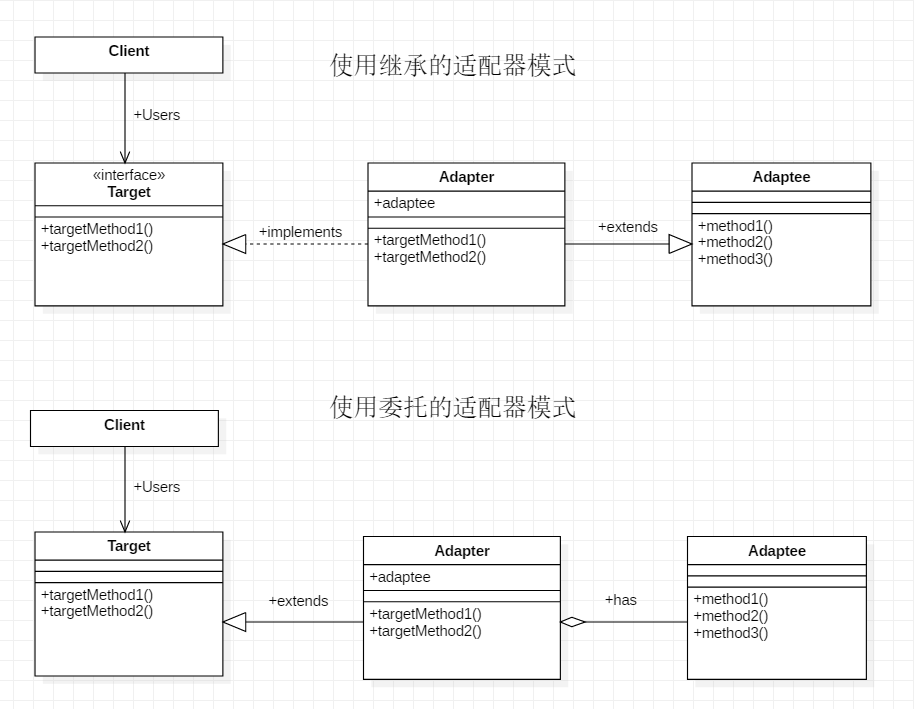 Client
使用继承的适配器模式
+Users
«interface»
Target
+targetMethod1()
+targetMethod2()
+implements
Adapter
+adaptee
+targetMethod1()
+targetMethod2()
+extends
Adaptee
+method1()
+method2()
+method3()
使用委托的适配器模式
Client
+Users
Target
+targetMethod1()
+targetMethod2()
+extends
Adapter
+adaptee
+targetMethod1()
+targetMethod2()
+has
Adaptee
+method1()
+method2()
+method3()